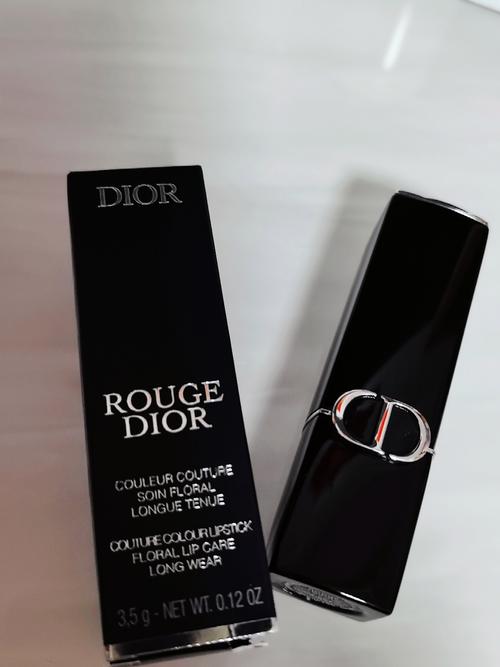 DIOR
ROUGE
DIOR
COULEUR COUTURE
SOIN FLORAL
LONGUE TENUE
COUTURE COLOUR LIPSTICK
FLORAL LIP CARE
LONG WEAR
3,5 g - NET WT. 0.12 OZ
CD